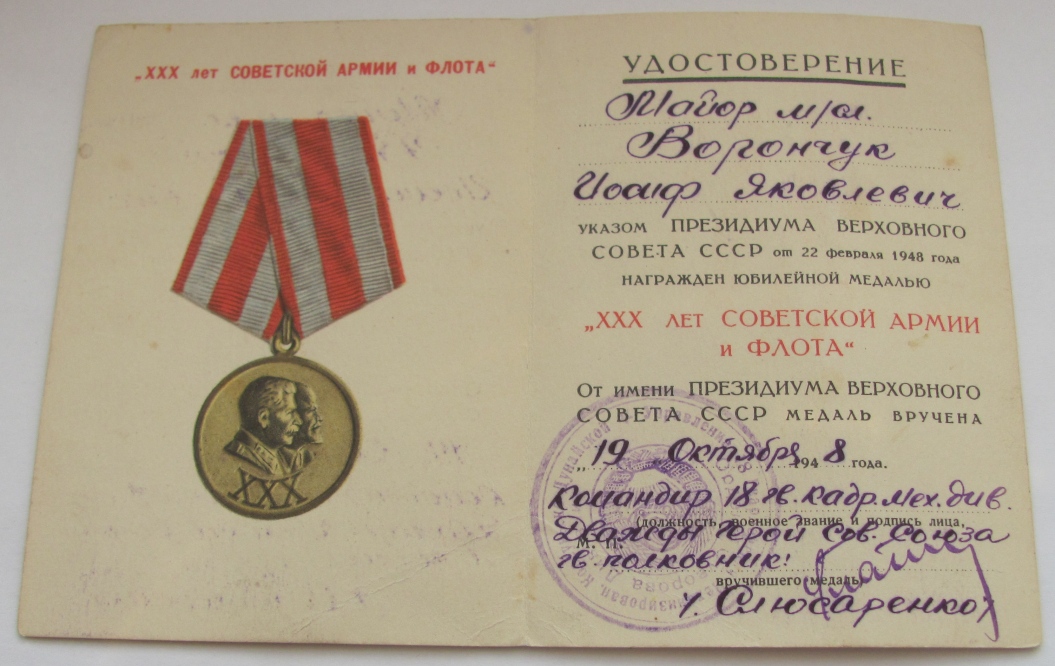 „XXX лет СОВЕТСКОЙ АРМИИ и ФЛОТА“
XXX
УДОСТОВЕРЕНИЕ
Майор м/сл.
Ворончук
Иосиф Яковлевич
УКАЗОМ ПРЕЗИДИУМА ВЕРХОВНОГО
СОВЕТА СССР от 22 февраля 1948 года
НАГРАЖДЕН ЮБИЛЕЙНОЙ МЕДАЛЬЮ
„XXX ЛЕТ СОВЕТСКОЙ АРМИИ
и ФЛОТА“
От имени ПРЕЗИДИУМА ВЕРХОВНОГО
СОВЕТА СССР МЕДАЛЬ ВРУЧЕНА
„19 Октября 1948 года.
Командир 18 гв. кадр. мех. див.
(должность, военное звание и подпись лица,
Дважды Герой Сов. Союза
М. П.
гв. полковник:
вручившего медаль)
Слюсаренко